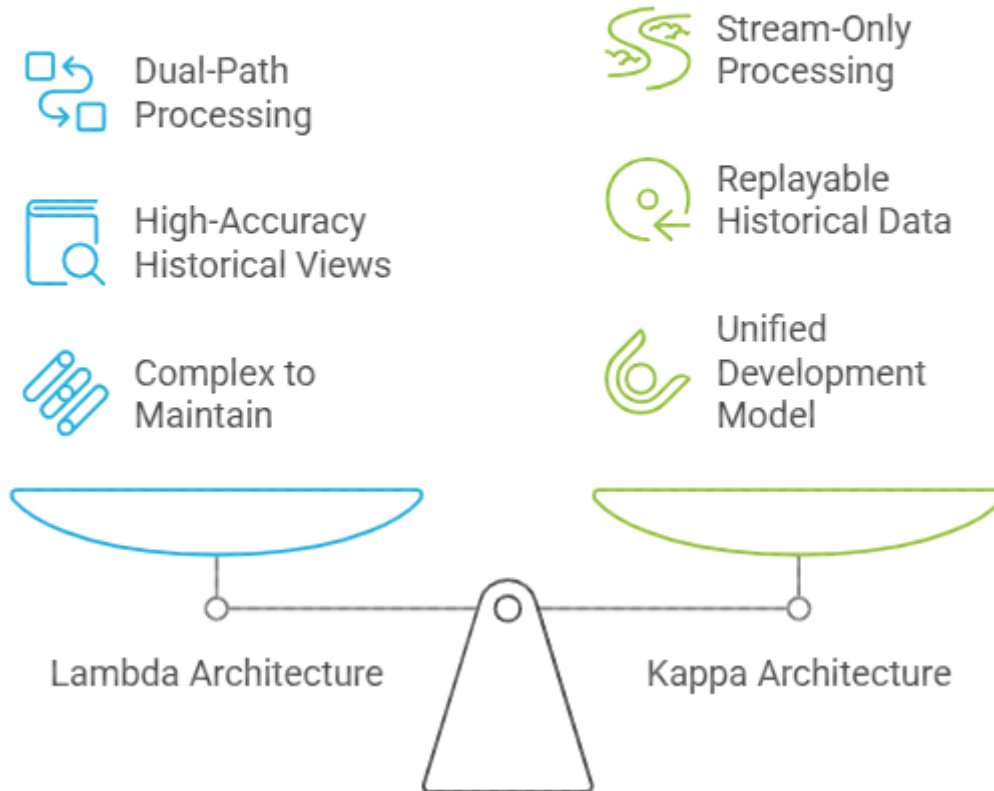 Dual-Path
Processing
High-Accuracy
Historical Views
Complex to
Maintain
Lambda Architecture
Stream-Only
Processing
Replayable
Historical Data
Unified
Development
Model
Kappa Architecture